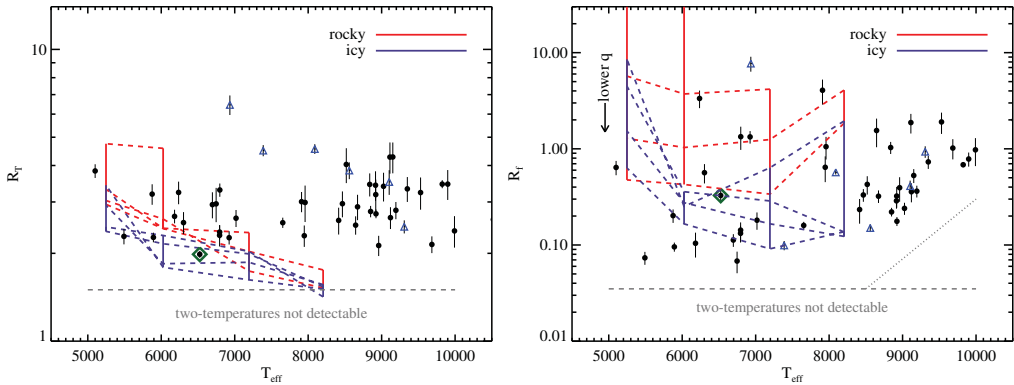 10
1
R_r
rocky
icy
two-temperatures not detectable
5000 6000 7000 8000 9000 10000
T_eff
10.00
1.00
0.10
0.01
R_f
lower q
rocky
icy
two-temperatures not detectable
5000 6000 7000 8000 9000 10000
T_eff